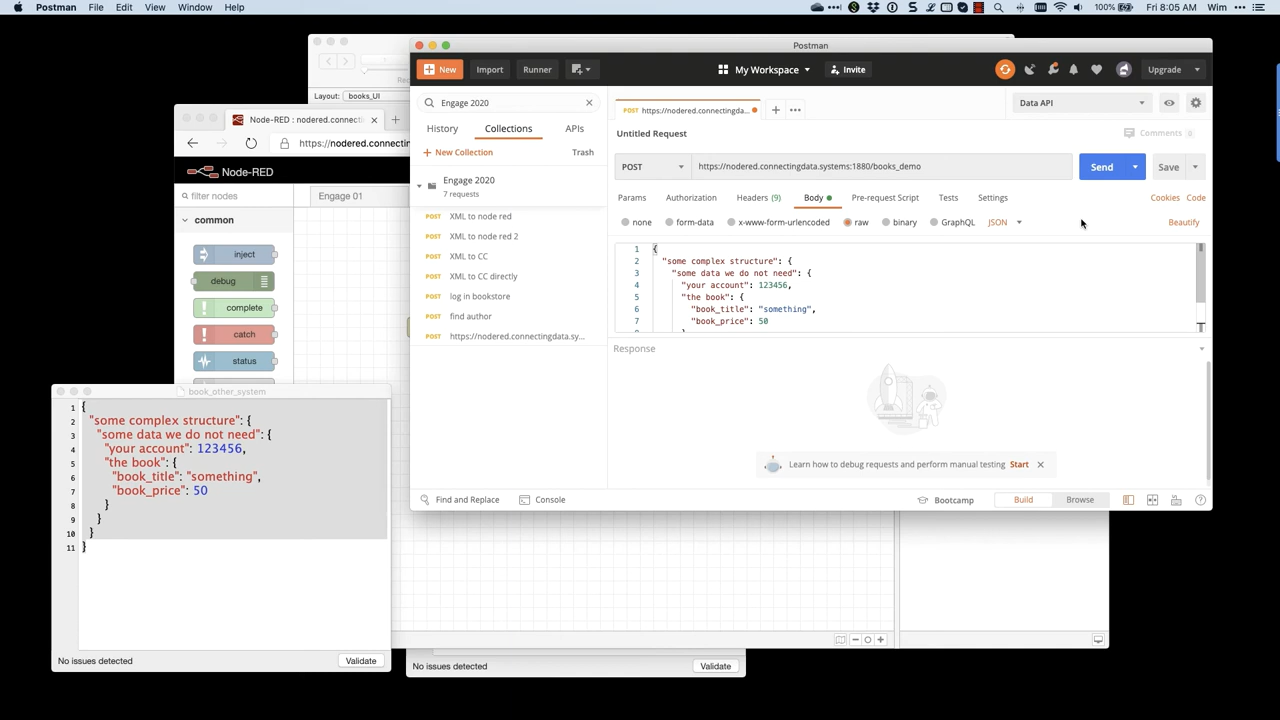 Postman File Edit View Window Help
100% Fri 8:05 AM Wim
Layout: books_UI
Postman
New Import Runner My Workspace Invite Upgrade
Engage 2020
History Collections APIs
+ New Collection Trash
Engage 2020
7 requests
POST XML to node red
POST XML to node red 2
POST XML to CC
POST XML to CC directly
POST log in bookstore
POST find author
POST https://nodered.connectingdata.sy...
POST https://nodered.connectingda...
Data API
Untitled Request
Comments 0
POST https://nodered.connectingdata.systems:1880/books_demo Send Save
Params Authorization Headers (9) Body Pre-request Script Tests Settings Cookies Code
none form-data x-www-form-urlencoded raw binary GraphQL JSON Beautify
1 {
2 "some complex structure": {
3 "some data we do not need": {
4 "your account": 123456,
5 "the book": {
6 "book_title": "something",
7 "book_price": 50
Response
Learn how to debug requests and perform manual testing Start
Find and Replace Console Bootcamp Build Browse
Node-RED : nodered.connecti
https://nodered.connectin
Node-RED
filter nodes
Engage 01
common
inject
debug
complete
catch
status
book_other_system
1 {
2 "some complex structure": {
3 "some data we do not need": {
4 "your account": 123456,
5 "the book": {
6 "book_title": "something",
7 "book_price": 50
8 }
9 }
10 }
11 }
No issues detected Validate
No issues detected Validate